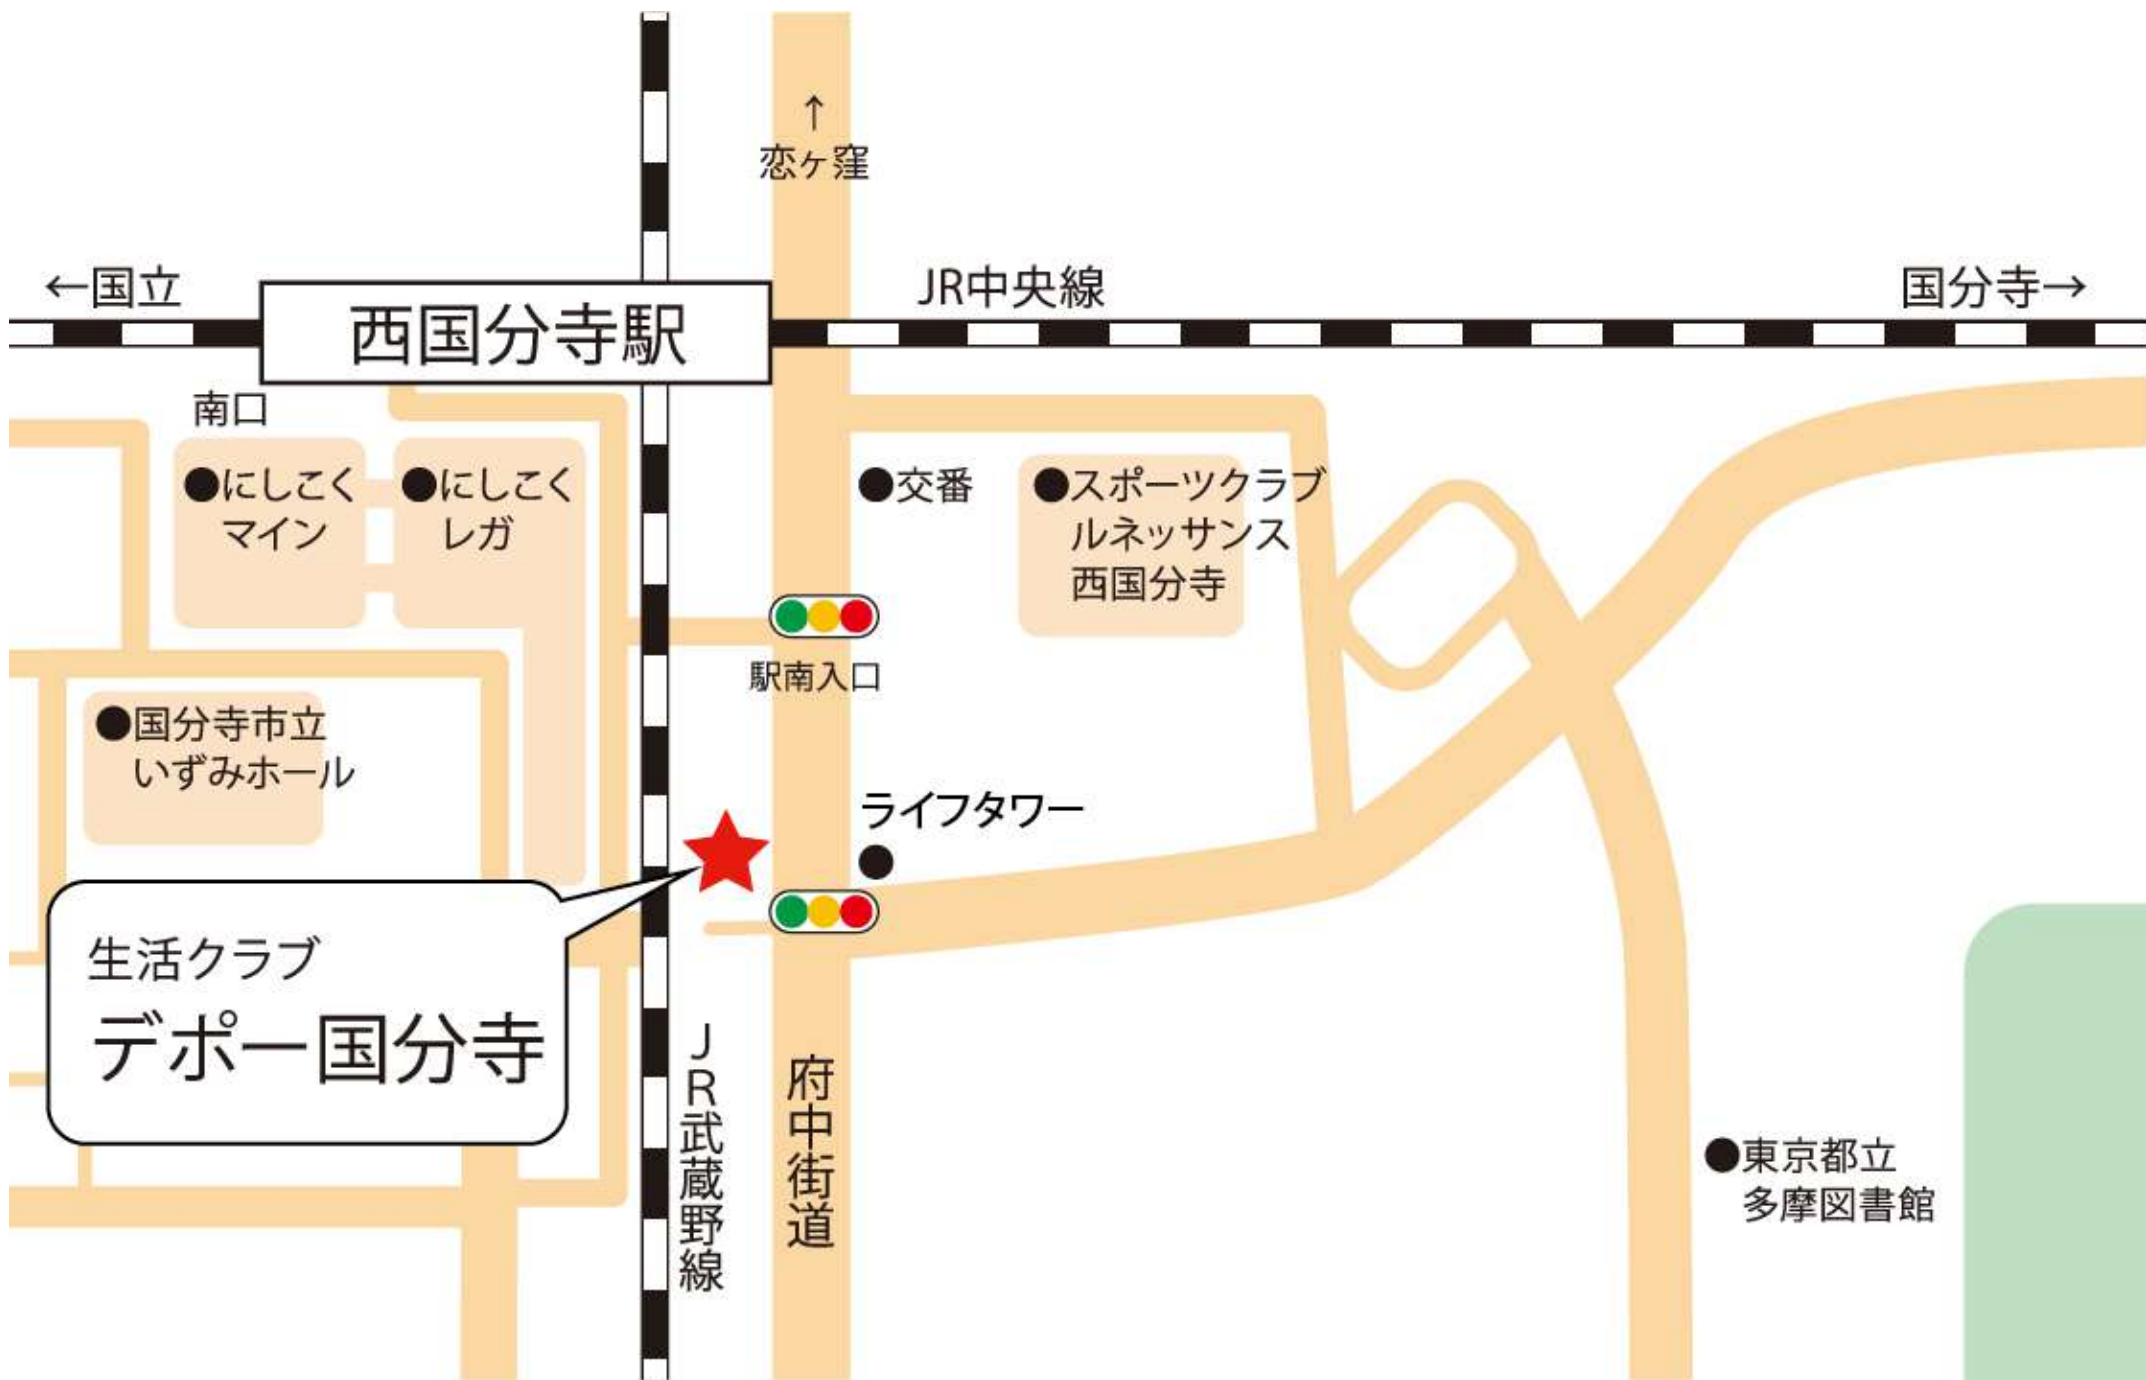 ↑
恋ヶ窪
←国立
西国分寺駅
JR中央線
国分寺→
南口
●にしこく
マイン
●にしこく
レガ
●交番
●スポーツクラブ
ルネッサンス
西国分寺
駅南入口
●国分寺市立
いずみホール
ライフタワー
●
生活クラブ
デポー国分寺
JR武蔵野線
府中街道
●東京都立
多摩図書館